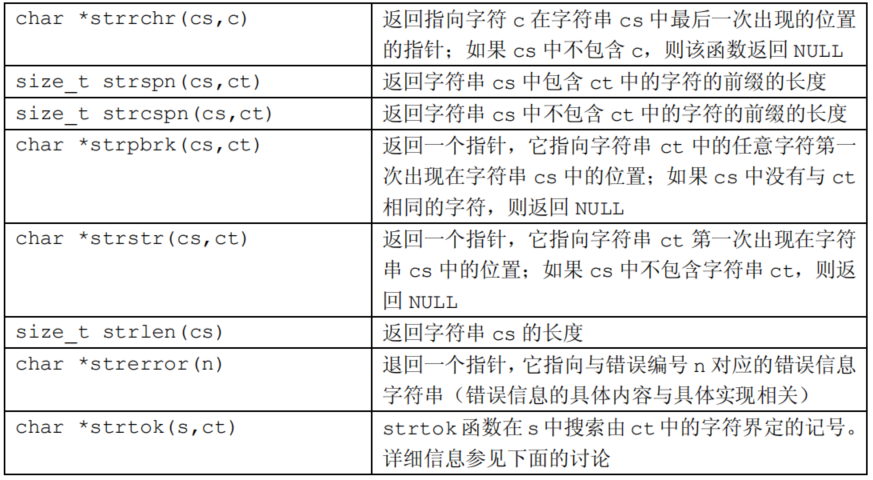 char *strrchr(cs,c)
返回指向字符 c 在字符串 cs 中最后一次出现的位置
的指针；如果 cs 中不包含 c，则该函数返回 NULL
size_t strspn(cs,ct)
返回字符串 cs 中包含 ct 中的字符的前缀的长度
size_t strcspn(cs,ct)
返回字符串 cs 中不包含 ct 中的字符的前缀的长度
char *strpbrk(cs,ct)
返回一个指针，它指向字符串 ct 中的任意字符第一
次出现在字符串 cs 中的位置；如果 cs 中没有与 ct
相同的字符，则返回 NULL
char *strstr(cs,ct)
返回一个指针，它指向字符串 ct 第一次出现在字符
串 cs 中的位置；如果 cs 中不包含字符串 ct，则返
回 NULL
size_t strlen(cs)
返回字符串 cs 的长度
char *strerror(n)
退回一个指针，它指向与错误编号 n 对应的错误信息
字符串（错误信息的具体内容与具体实现相关）
char *strtok(s,ct)
strtok 函数在 s 中搜索由 ct 中的字符界定的记号。
详细信息参见下面的讨论